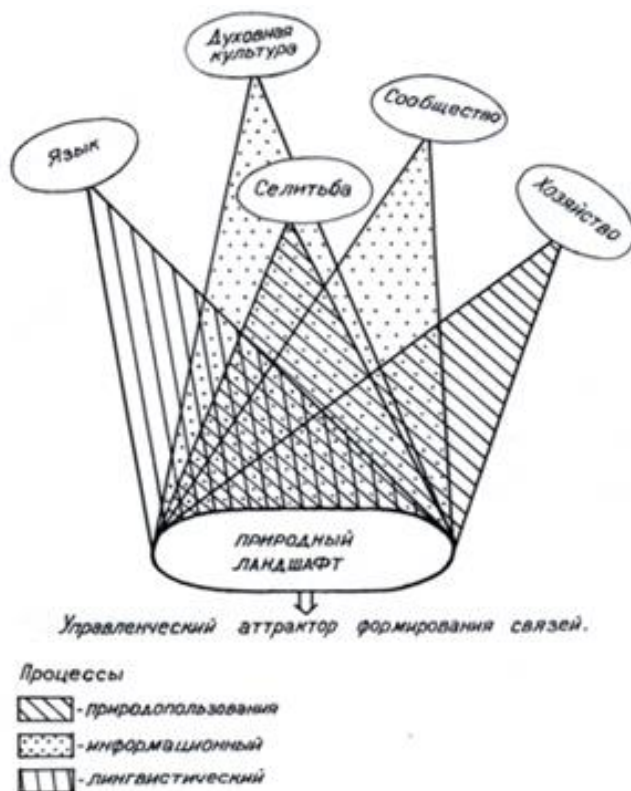 Духовная
культура
Сообщество
Язык
Селитьба
Хозяйство
ПРИРОДНЫЙ
ЛАНДШАФТ
Управленческий аттрактор формирования связей.
Процессы
-природопользования
-информационный
-лингвистический